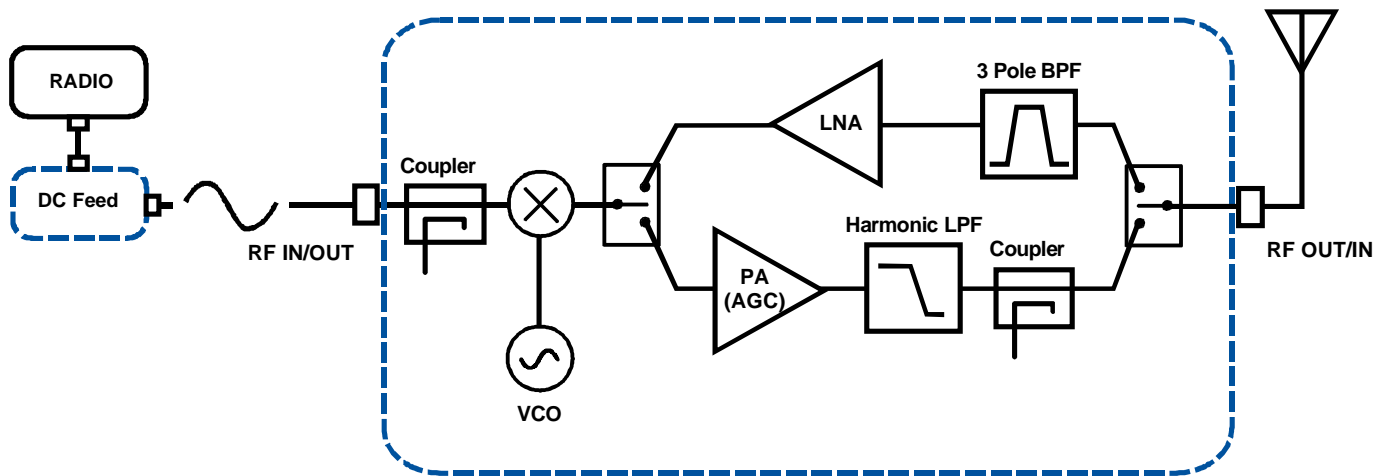 RADIO
DC Feed
RF IN/OUT
Coupler
VCO
LNA
3 Pole BPF
PA
(AGC)
Harmonic LPF
Coupler
RF OUT/IN